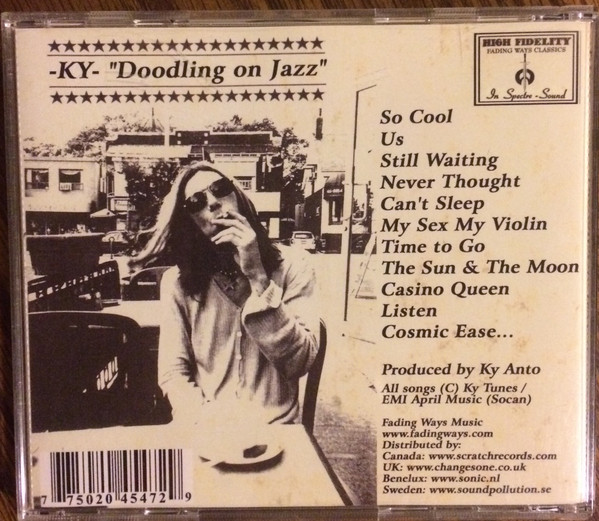 -KY- "Doodling on Jazz"
HIGH FIDELITY
FADING WAYS CLASSICS
In Spectre - Sound
So Cool
Us
Still Waiting
Never Thought
Can't Sleep
My Sex My Violin
Time to Go
The Sun & The Moon
Casino Queen
Listen
Cosmic Ease...
Produced by Ky Anto
All songs (C) Ky Tunes /
EMI April Music (Socan)
Fading Ways Music
www.fadingways.com
Distributed by:
Canada: www.scratchrecords.com
UK: www.changesone.co.uk
Benelux: www.sonic.nl
Sweden: www.soundpollution.se
7 75020 45472 9